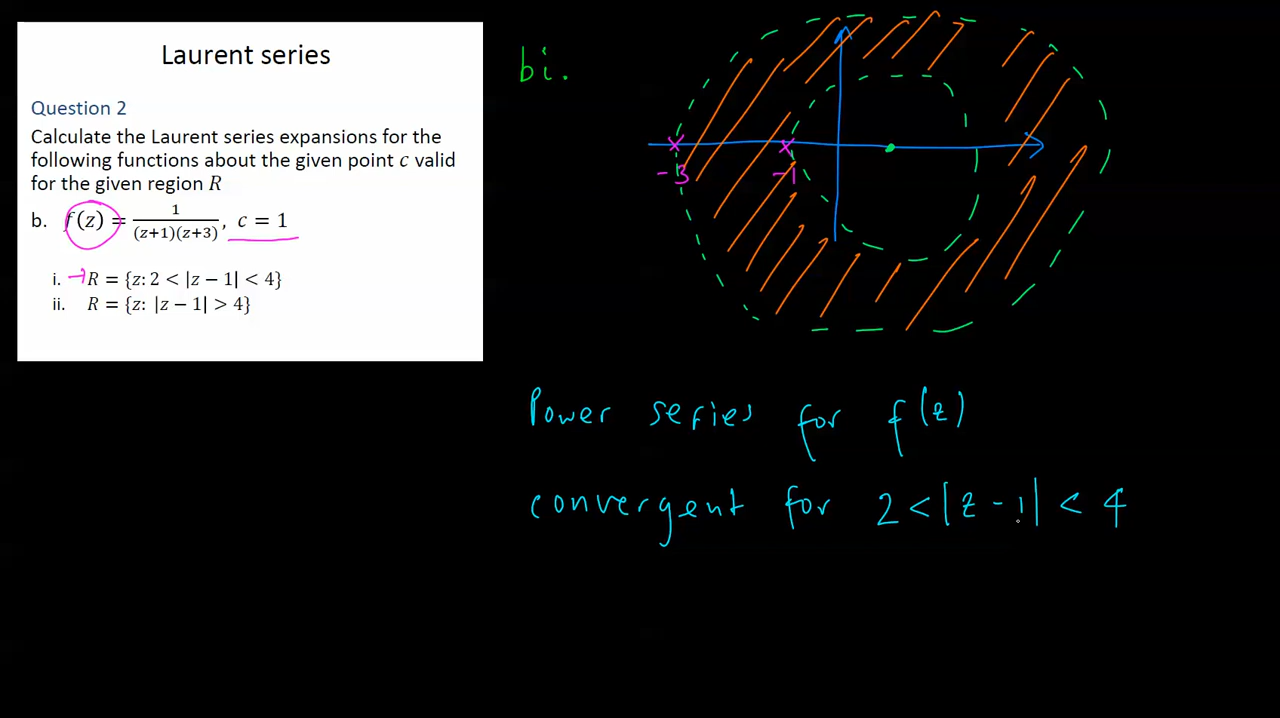 Laurent series
Question 2
Calculate the Laurent series expansions for the
following functions about the given point c valid
for the given region R
b. f(z) = 1/((z+1)(z+3)), c = 1
i. → R = {z: 2 < |z − 1| < 4}
ii. R = {z: |z − 1| > 4}
bi.
-3
-1
Power series for f(z)
convergent for 2 < |z - 1| < 4